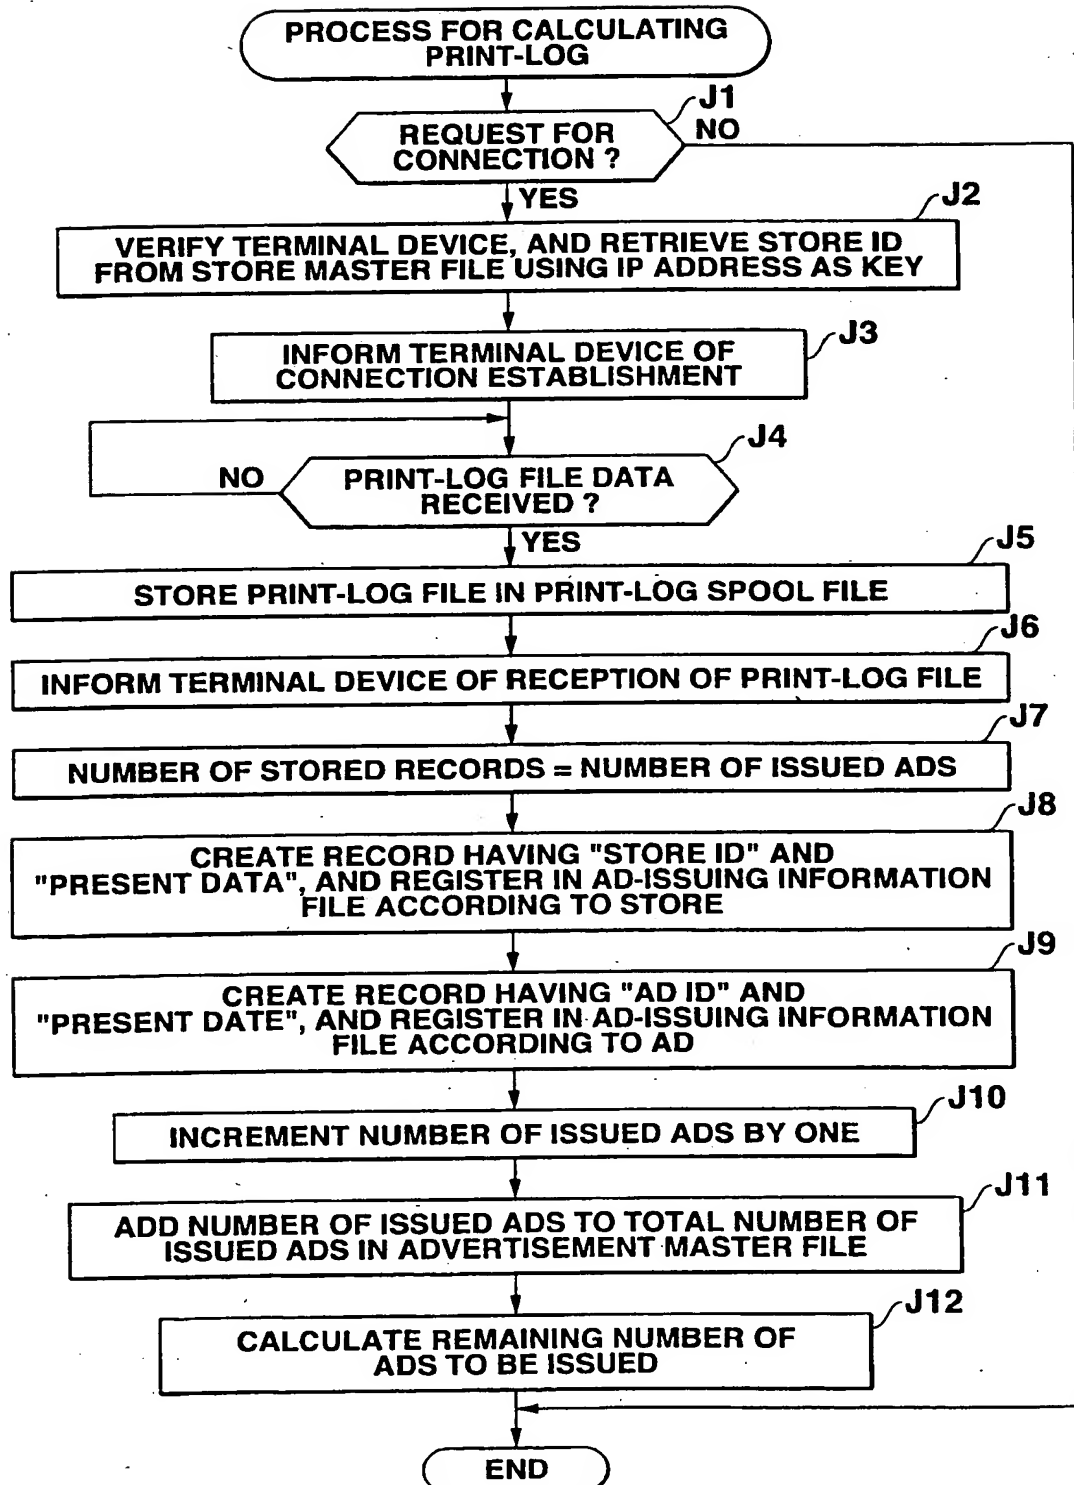 PROCESS FOR CALCULATING
PRINT-LOG
J1
REQUEST FOR
CONNECTION ?
NO
YES
J2
VERIFY TERMINAL DEVICE, AND RETRIEVE STORE ID
FROM STORE MASTER FILE USING IP ADDRESS AS KEY
J3
INFORM TERMINAL DEVICE OF
CONNECTION ESTABLISHMENT
J4
NO
PRINT-LOG FILE DATA
RECEIVED ?
YES
J5
STORE PRINT-LOG FILE IN PRINT-LOG SPOOL FILE
J6
INFORM TERMINAL DEVICE OF RECEPTION OF PRINT-LOG FILE
J7
NUMBER OF STORED RECORDS = NUMBER OF ISSUED ADS
J8
CREATE RECORD HAVING "STORE ID" AND
"PRESENT DATA", AND REGISTER IN AD-ISSUING INFORMATION
FILE ACCORDING TO STORE
J9
CREATE RECORD HAVING "AD ID" AND
"PRESENT DATE", AND REGISTER IN AD-ISSUING INFORMATION
FILE ACCORDING TO AD
J10
INCREMENT NUMBER OF ISSUED ADS BY ONE
J11
ADD NUMBER OF ISSUED ADS TO TOTAL NUMBER OF
ISSUED ADS IN ADVERTISEMENT MASTER FILE
J12
CALCULATE REMAINING NUMBER OF
ADS TO BE ISSUED
END